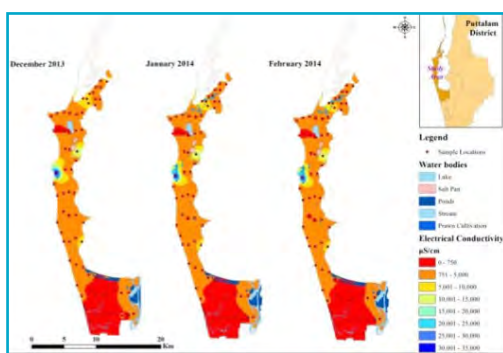 Puttalam
District
Study
Area
December 2013
January 2014
February 2014
Legend
Sample Locations
Water bodies
Lake
Salt Pan
Ponds
Stream
Prawn Cultivation
Electrical Conductivity
µS/cm
0 - 750
751 - 5,000
5,001 - 10,000
10,001 - 15,000
15,001 - 20,000
20,001 - 25,000
25,001 - 30,000
30,001 - 35,000
0 5 10 20
Km